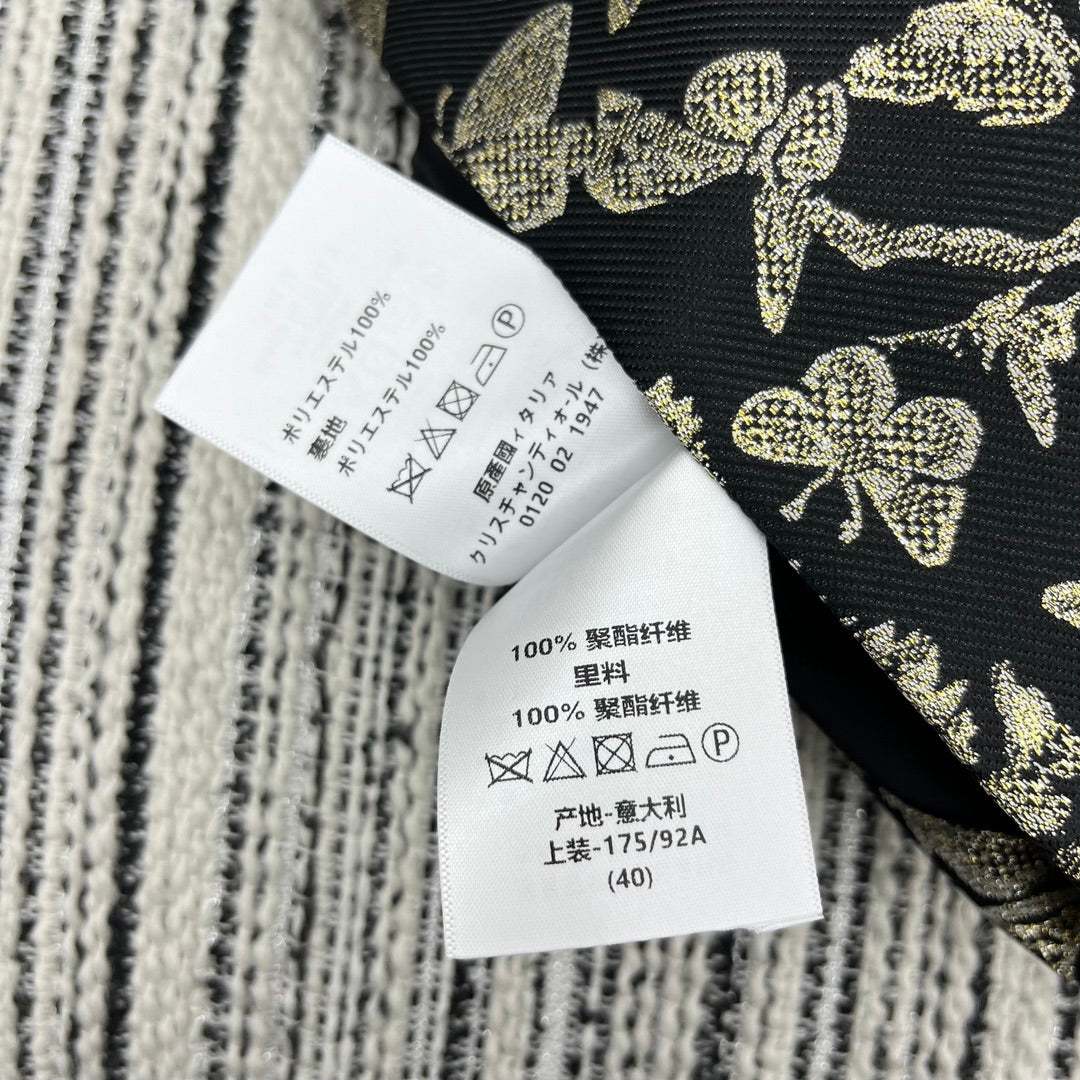 ポリエステル100%
裏地
ポリエステル100%
P
原産國イタリア
クリスチャンディオール (株
0120 02 1947
100% 聚酯纤维
里料
100% 聚酯纤维
P
产地-意大利
上装-175/92A
(40)